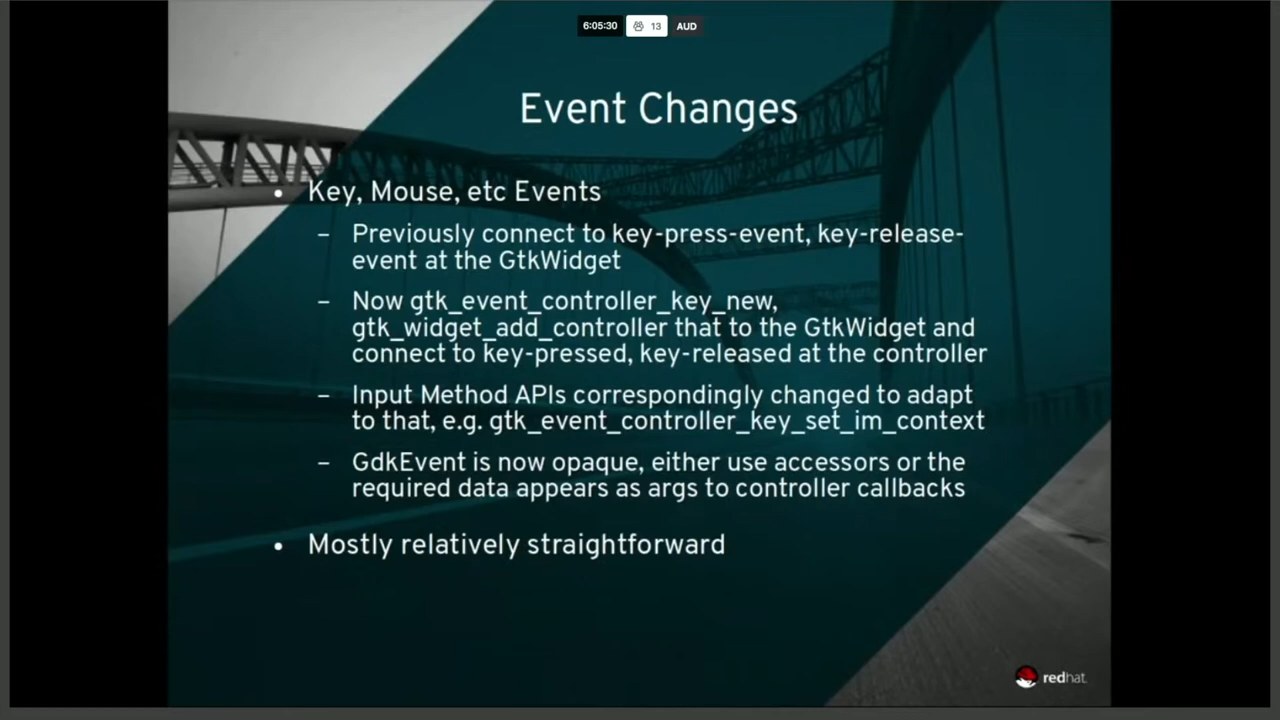 6:05:30 13 AUD
Event Changes
• Key, Mouse, etc Events
– Previously connect to key-press-event, key-release-
event at the GtkWidget
– Now gtk_event_controller_key_new,
gtk_widget_add_controller that to the GtkWidget and
connect to key-pressed, key-released at the controller
– Input Method APIs correspondingly changed to adapt
to that, e.g. gtk_event_controller_key_set_im_context
– GdkEvent is now opaque, either use accessors or the
required data appears as args to controller callbacks
• Mostly relatively straightforward
redhat.